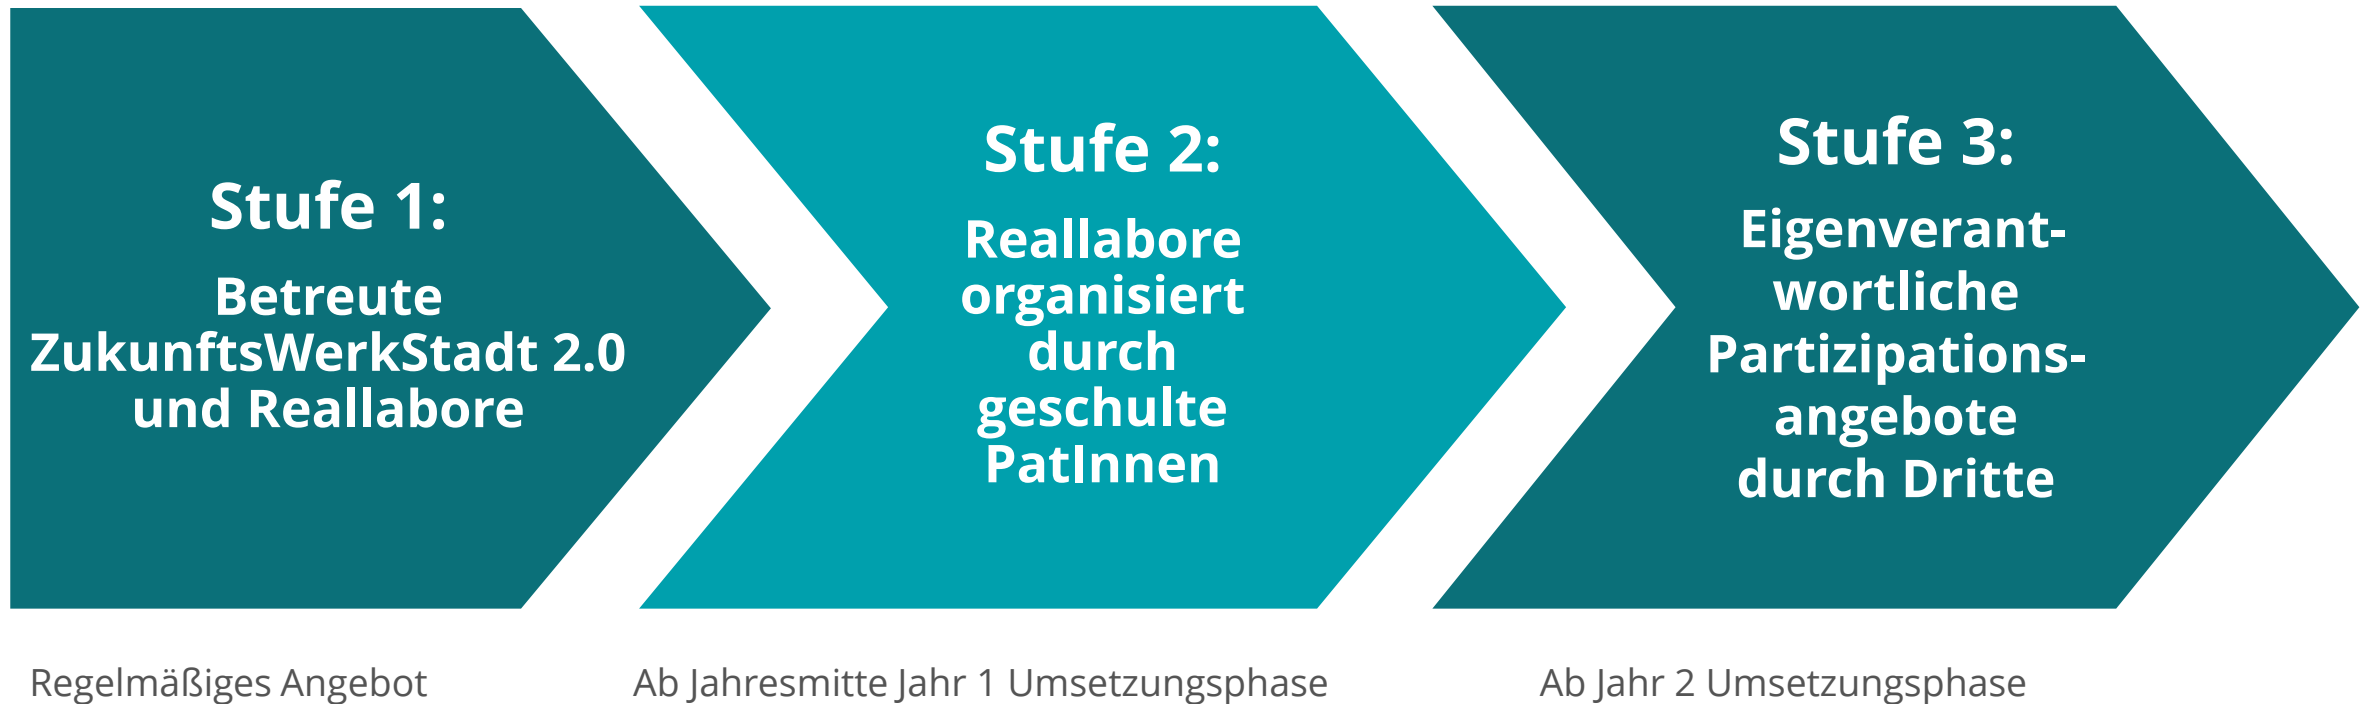 Stufe 1:
Betreute
ZukunftsWerkStadt 2.0
und Reallabore
Stufe 2:
Reallabore
organisiert
durch
geschulte
PatInnen
Stufe 3:
Eigenverant-
wortliche
Partizipations-
angebote
durch Dritte
Regelmäßiges Angebot
Ab Jahresmitte Jahr 1 Umsetzungsphase
Ab Jahr 2 Umsetzungsphase